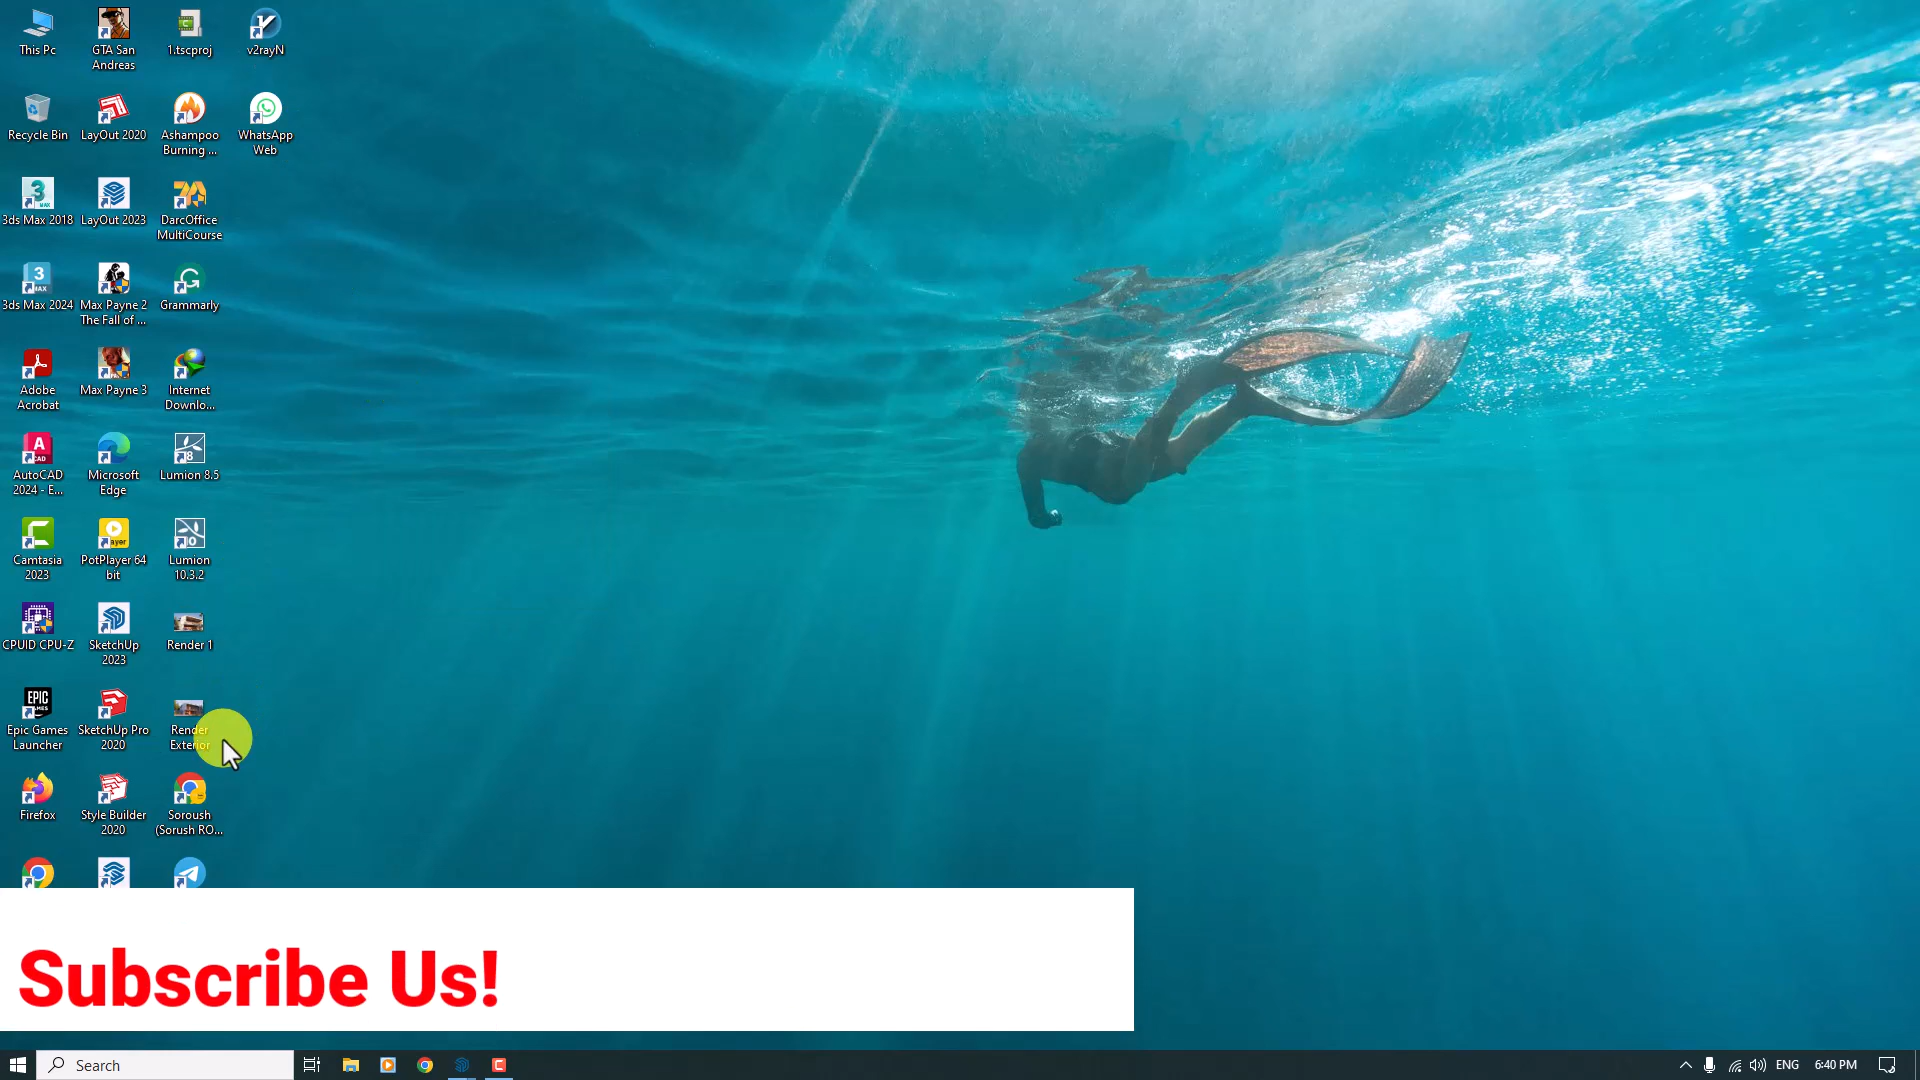 This Pc
GTA San
Andreas
1.tscproj
v2rayN
Recycle Bin
LayOut 2020
Ashampoo
Burning ...
WhatsApp
Web
3ds Max 2018
LayOut 2023
DarcOffice
MultiCourse
3ds Max 2024
Max Payne 2
The Fall of ...
Grammarly
Adobe
Acrobat
Max Payne 3
Internet
Downlo...
AutoCAD
2024 - E...
Microsoft
Edge
Lumion 8.5
Camtasia
2023
PotPlayer 64
bit
Lumion
10.3.2
CPUID CPU-Z
SketchUp
2023
Render 1
Epic Games
Launcher
SketchUp Pro
2020
Render
Exterior
Firefox
Style Builder
2020
Soroush
(Sorush RO...
Subscribe Us!
Search
ENG
6:40 PM